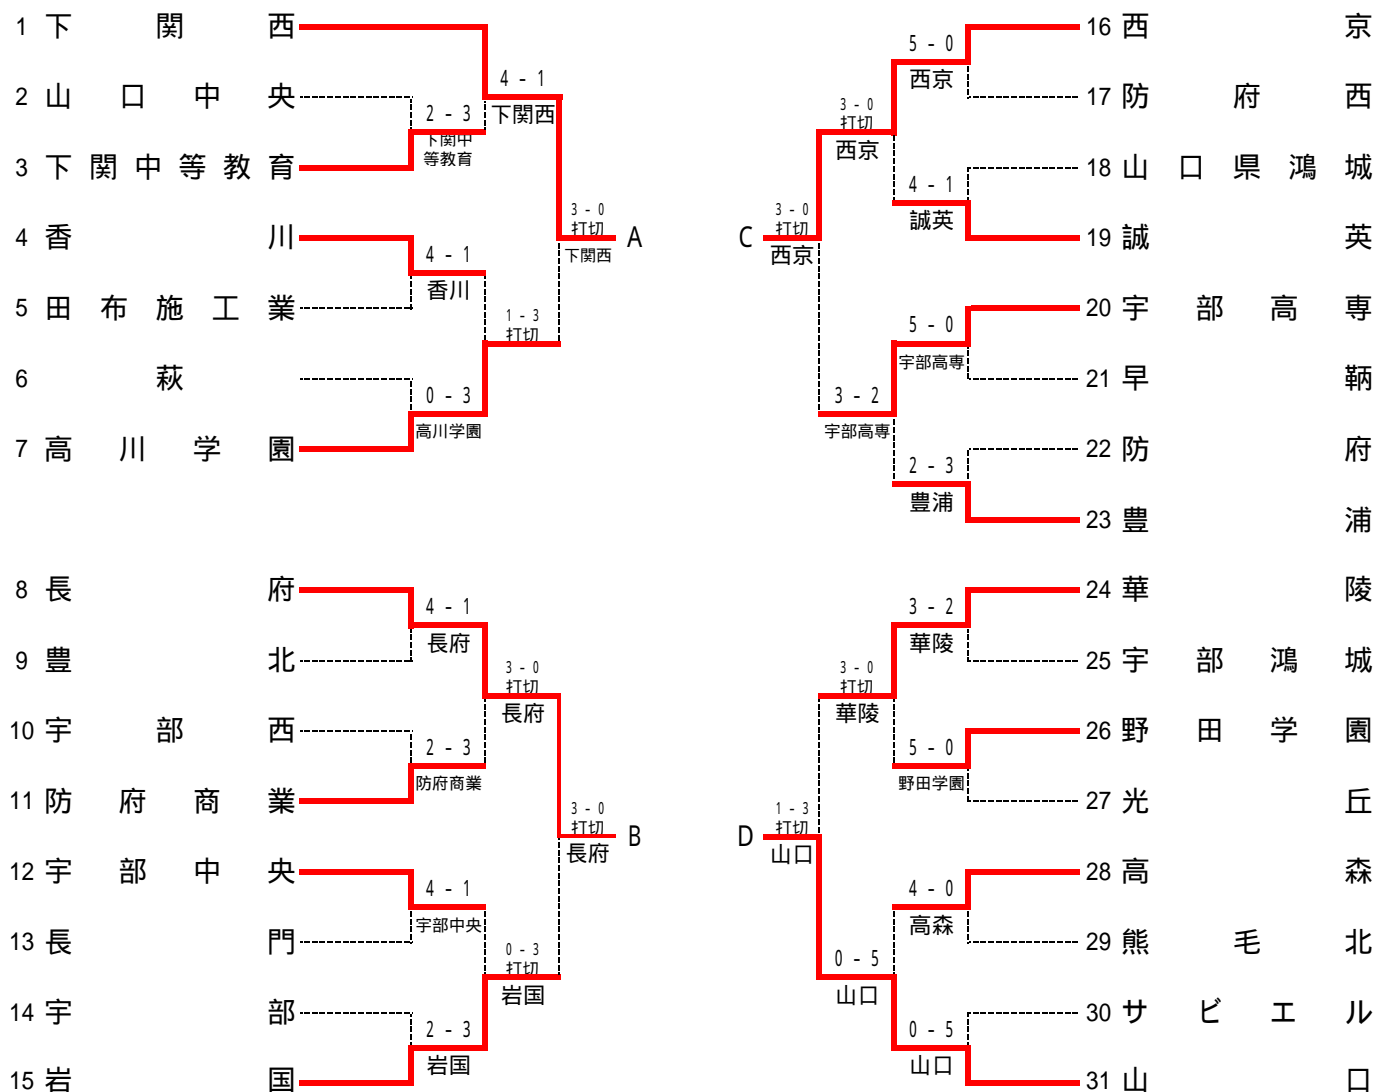 1 下関西
4 - 1
下関西
2 山口中央
2 - 3
下関中
等教育
3 下関中等教育
3 - 0
打切
下関西
A
4 香川
4 - 1
香川
5 田布施工業
1 - 3
打切
6 萩
0 - 3
高川学園
7 高川学園
8 長府
4 - 1
長府
9 豊北
3 - 0
打切
長府
10 宇部西
2 - 3
防府商業
11 防府商業
3 - 0
打切
長府
B
12 宇部中央
4 - 1
宇部中央
13 長門
0 - 3
打切
岩国
14 宇部
2 - 3
岩国
15 岩国
16 西京
5 - 0
西京
17 防府西
3 - 0
打切
西京
18 山口県鴻城
4 - 1
誠英
19 誠英
C
3 - 0
打切
西京
20 宇部高専
5 - 0
宇部高専
21 早鞆
3 - 2
宇部高専
22 防府
2 - 3
豊浦
23 豊浦
24 華陵
3 - 2
華陵
25 宇部鴻城
3 - 0
打切
華陵
26 野田学園
5 - 0
野田学園
27 光丘
D
1 - 3
打切
山口
28 高森
4 - 0
高森
29 熊毛北
0 - 5
山口
30 サビエル
0 - 5
山口
31 山口